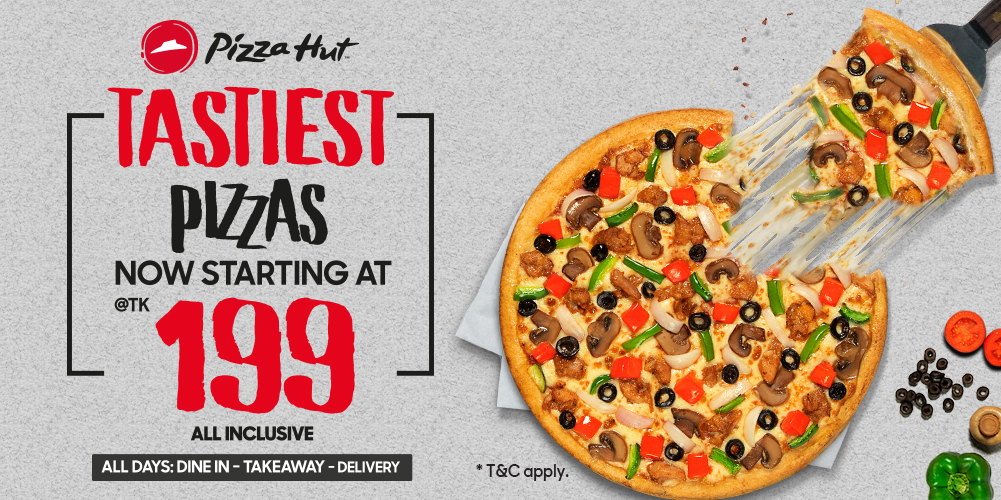 Pizza Hut
TASTIEST
PIZZAS
NOW STARTING AT
@TK
199
ALL INCLUSIVE
ALL DAYS: DINE IN - TAKEAWAY - DELIVERY
* T&C apply.